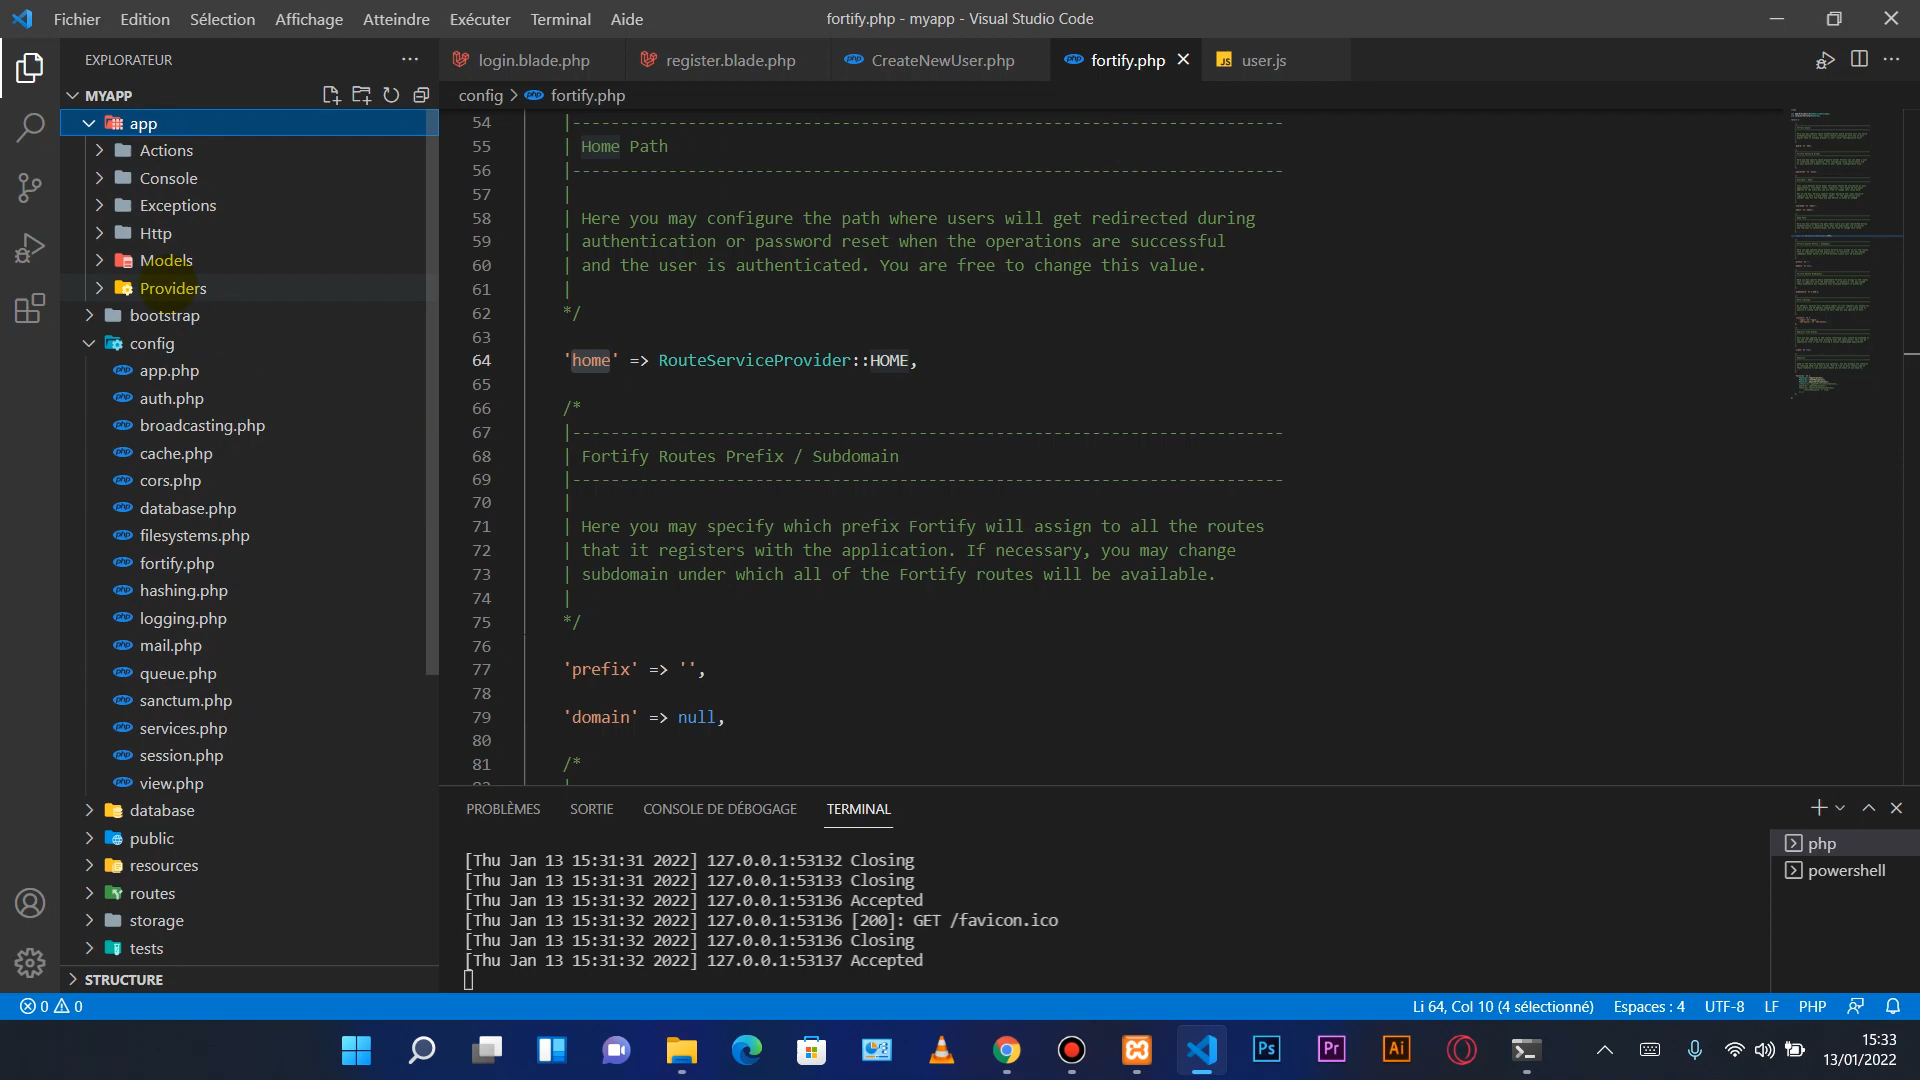 Fichier Edition Sélection Affichage Atteindre Exécuter Terminal Aide
fortify.php - myapp - Visual Studio Code
EXPLORATEUR
login.blade.php
register.blade.php
CreateNewUser.php
fortify.php
JS user.js
MYAPP
config > fortify.php
app
Actions
Console
Exceptions
Http
Models
Providers
bootstrap
config
app.php
auth.php
broadcasting.php
cache.php
cors.php
database.php
filesystems.php
fortify.php
hashing.php
logging.php
mail.php
queue.php
sanctum.php
services.php
session.php
view.php
database
public
resources
routes
storage
tests
STRUCTURE
54 |--------------------------------------------------------------------------
55 | Home Path
56 |--------------------------------------------------------------------------
57 |
58 | Here you may configure the path where users will get redirected during
59 | authentication or password reset when the operations are successful
60 | and the user is authenticated. You are free to change this value.
61 |
62 */
63
64 'home' => RouteServiceProvider::HOME,
65
66 /*
67 |--------------------------------------------------------------------------
68 | Fortify Routes Prefix / Subdomain
69 |--------------------------------------------------------------------------
70 |
71 | Here you may specify which prefix Fortify will assign to all the routes
72 | that it registers with the application. If necessary, you may change
73 | subdomain under which all of the Fortify routes will be available.
74 |
75 */
76
77 'prefix' => '',
78
79 'domain' => null,
80
81 /*
PROBLÈMES SORTIE CONSOLE DE DÉBOGAGE TERMINAL
[Thu Jan 13 15:31:31 2022] 127.0.0.1:53132 Closing
[Thu Jan 13 15:31:31 2022] 127.0.0.1:53133 Closing
[Thu Jan 13 15:31:32 2022] 127.0.0.1:53136 Accepted
[Thu Jan 13 15:31:32 2022] 127.0.0.1:53136 [200]: GET /favicon.ico
[Thu Jan 13 15:31:32 2022] 127.0.0.1:53136 Closing
[Thu Jan 13 15:31:32 2022] 127.0.0.1:53137 Accepted
php
powershell
0 0
Li 64, Col 10 (4 sélectionné) Espaces : 4 UTF-8 LF PHP
Ps Pr Ai
15:33
13/01/2022